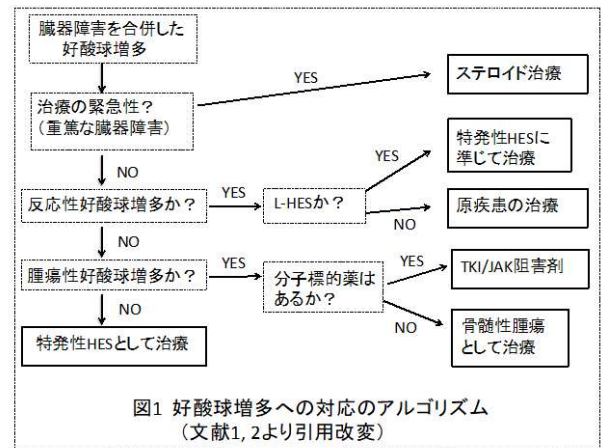 臓器障害を合併した
好酸球増多
YES
ステロイド治療
治療の緊急性？
（重篤な臓器障害）
NO
YES
特発性HESに
準じて治療
反応性好酸球増多か？
YES
L-HESか？
NO
原疾患の治療
NO
腫瘍性好酸球増多か？
YES
分子標的薬は
あるか？
YES
TKI/JAK阻害剤
NO
NO
骨髄性腫瘍
として治療
特発性HESとして治療
図1 好酸球増多への対応のアルゴリズム
（文献1, 2より引用改変）